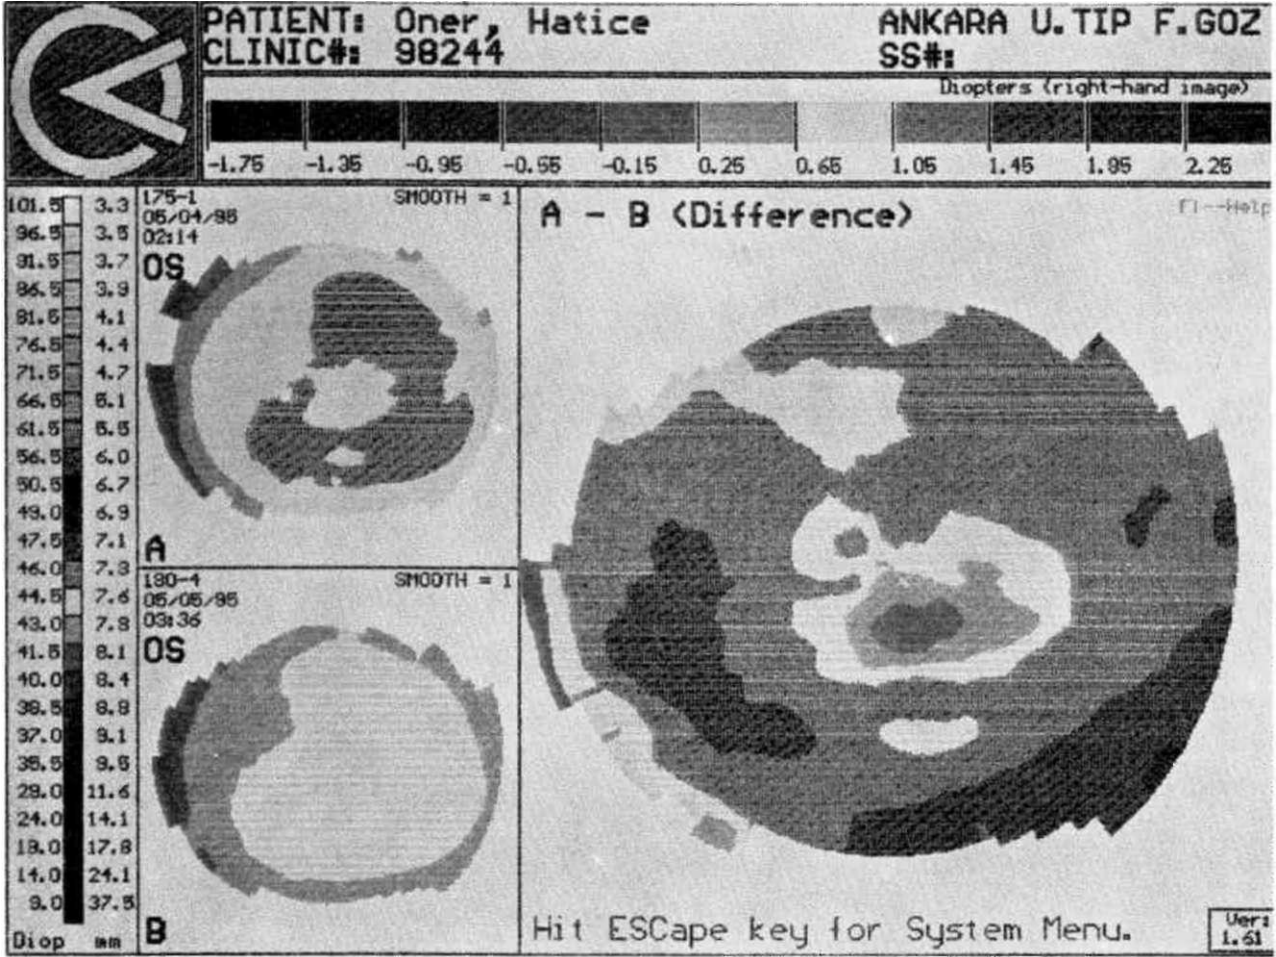 PATIENT: Oner, Hatice
ANKARA U.TIP F.GOZ
CLINIC#: 98244
SS#:
Diopters (right-hand image)
-1.75 -1.35 -0.95 -0.55 -0.15 0.25 0.65 1.05 1.45 1.85 2.25
101.5 3.3
96.5 3.5
91.5 3.7
86.5 3.9
81.5 4.1
76.5 4.4
71.5 4.7
66.5 5.1
61.5 5.5
56.5 6.0
50.5 6.7
49.0 6.9
47.5 7.1
46.0 7.3
44.5 7.6
43.0 7.8
41.5 8.1
40.0 8.4
38.5 8.8
37.0 9.1
35.5 9.5
29.0 11.6
24.0 14.1
19.0 17.8
14.0 24.1
9.0 37.5
Diop mm
175-1 SMOOTH = 1
05/04/95
02:14
OS
A
180-4 SMOOTH = 1
05/05/95
03:36
OS
B
A - B (Difference)
F1--Help
Hit ESCape key for System Menu.
Ver:
1.61